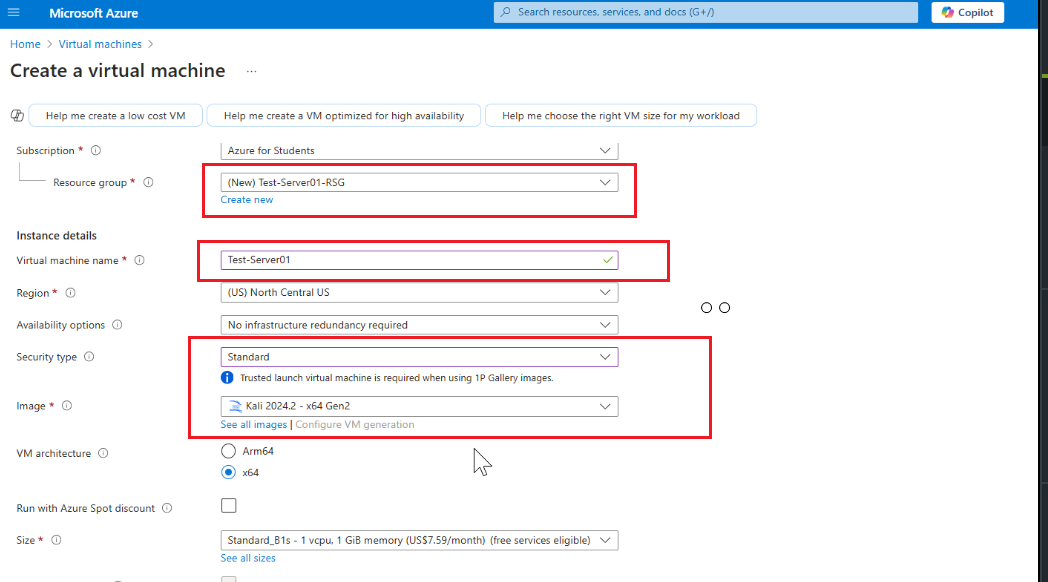 Microsoft Azure
Search resources, services, and docs (G+/)
Copilot
Home > Virtual machines >
Create a virtual machine ...
Help me create a low cost VM
Help me create a VM optimized for high availability
Help me choose the right VM size for my workload
Subscription *
Azure for Students
Resource group *
(New) Test-Server01-RSG
Create new
Instance details
Virtual machine name *
Test-Server01
Region *
(US) North Central US
Availability options
No infrastructure redundancy required
Security type
Standard
Trusted launch virtual machine is required when using 1P Gallery images.
Image *
Kali 2024.2 - x64 Gen2
See all images | Configure VM generation
VM architecture
Arm64
x64
Run with Azure Spot discount
Size *
Standard_B1s - 1 vcpu, 1 GiB memory (US$7.59/month) (free services eligible)
See all sizes